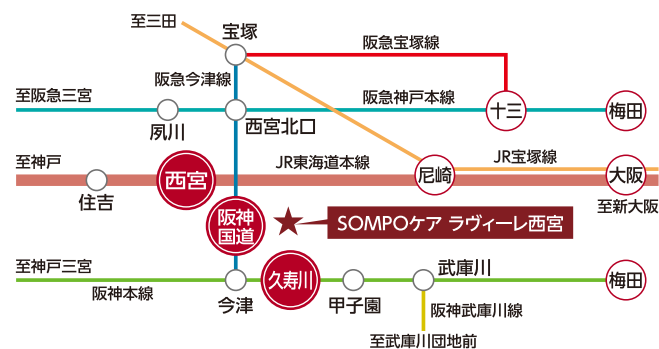 至三田
宝塚
阪急宝塚線
阪急今津線
至阪急三宮
阪急神戸本線
十三
梅田
夙川
西宮北口
至神戸
JR東海道本線
JR宝塚線
西宮
尼崎
大阪
住吉
至新大阪
阪神
国道
SOMPOケア ラヴィーレ西宮
至神戸三宮
久寿川
武庫川
梅田
阪神本線
今津
甲子園
阪神武庫川線
至武庫川団地前